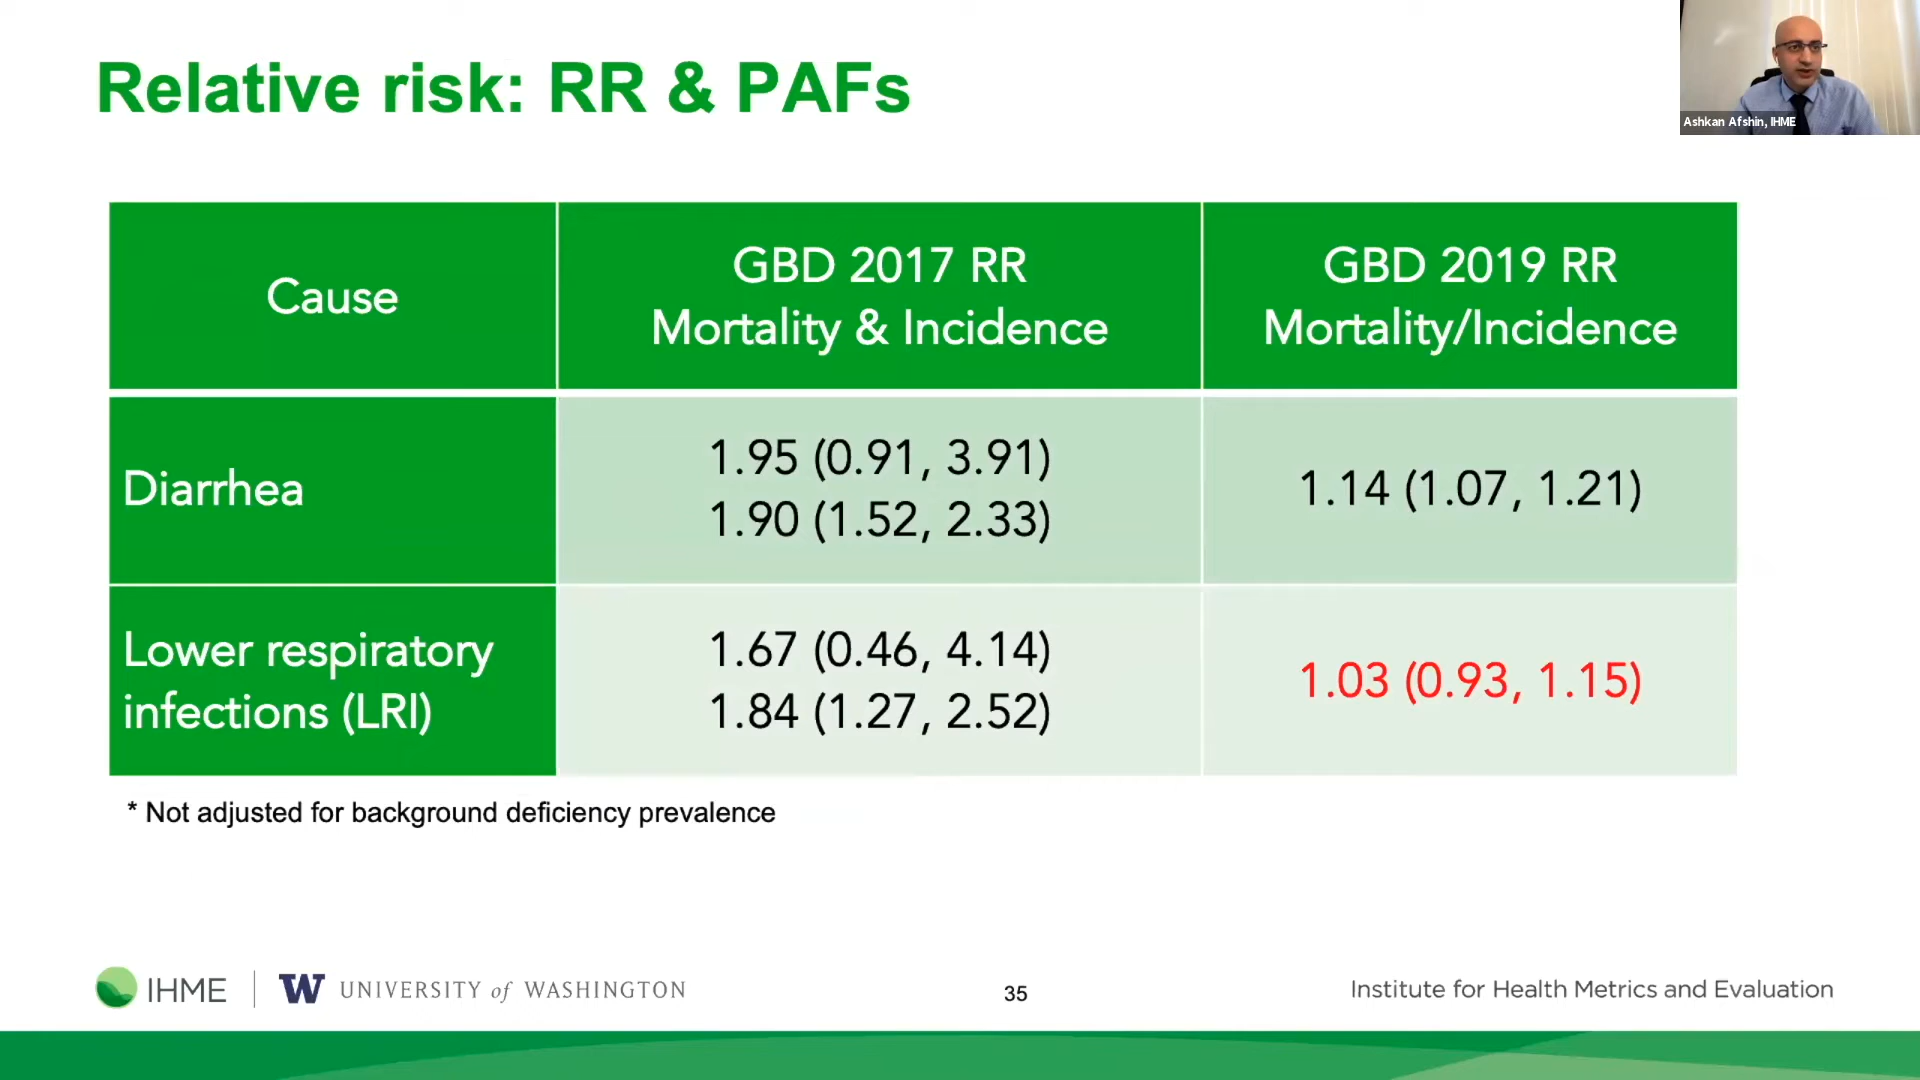 Relative risk: RR & PAFs
Ashkan Afshin, IHME
Cause
GBD 2017 RR
Mortality & Incidence
GBD 2019 RR
Mortality/Incidence
Diarrhea
1.95 (0.91, 3.91)
1.90 (1.52, 2.33)
1.14 (1.07, 1.21)
Lower respiratory
infections (LRI)
1.67 (0.46, 4.14)
1.84 (1.27, 2.52)
1.03 (0.93, 1.15)
* Not adjusted for background deficiency prevalence
IHME
W UNIVERSITY of WASHINGTON
35
Institute for Health Metrics and Evaluation